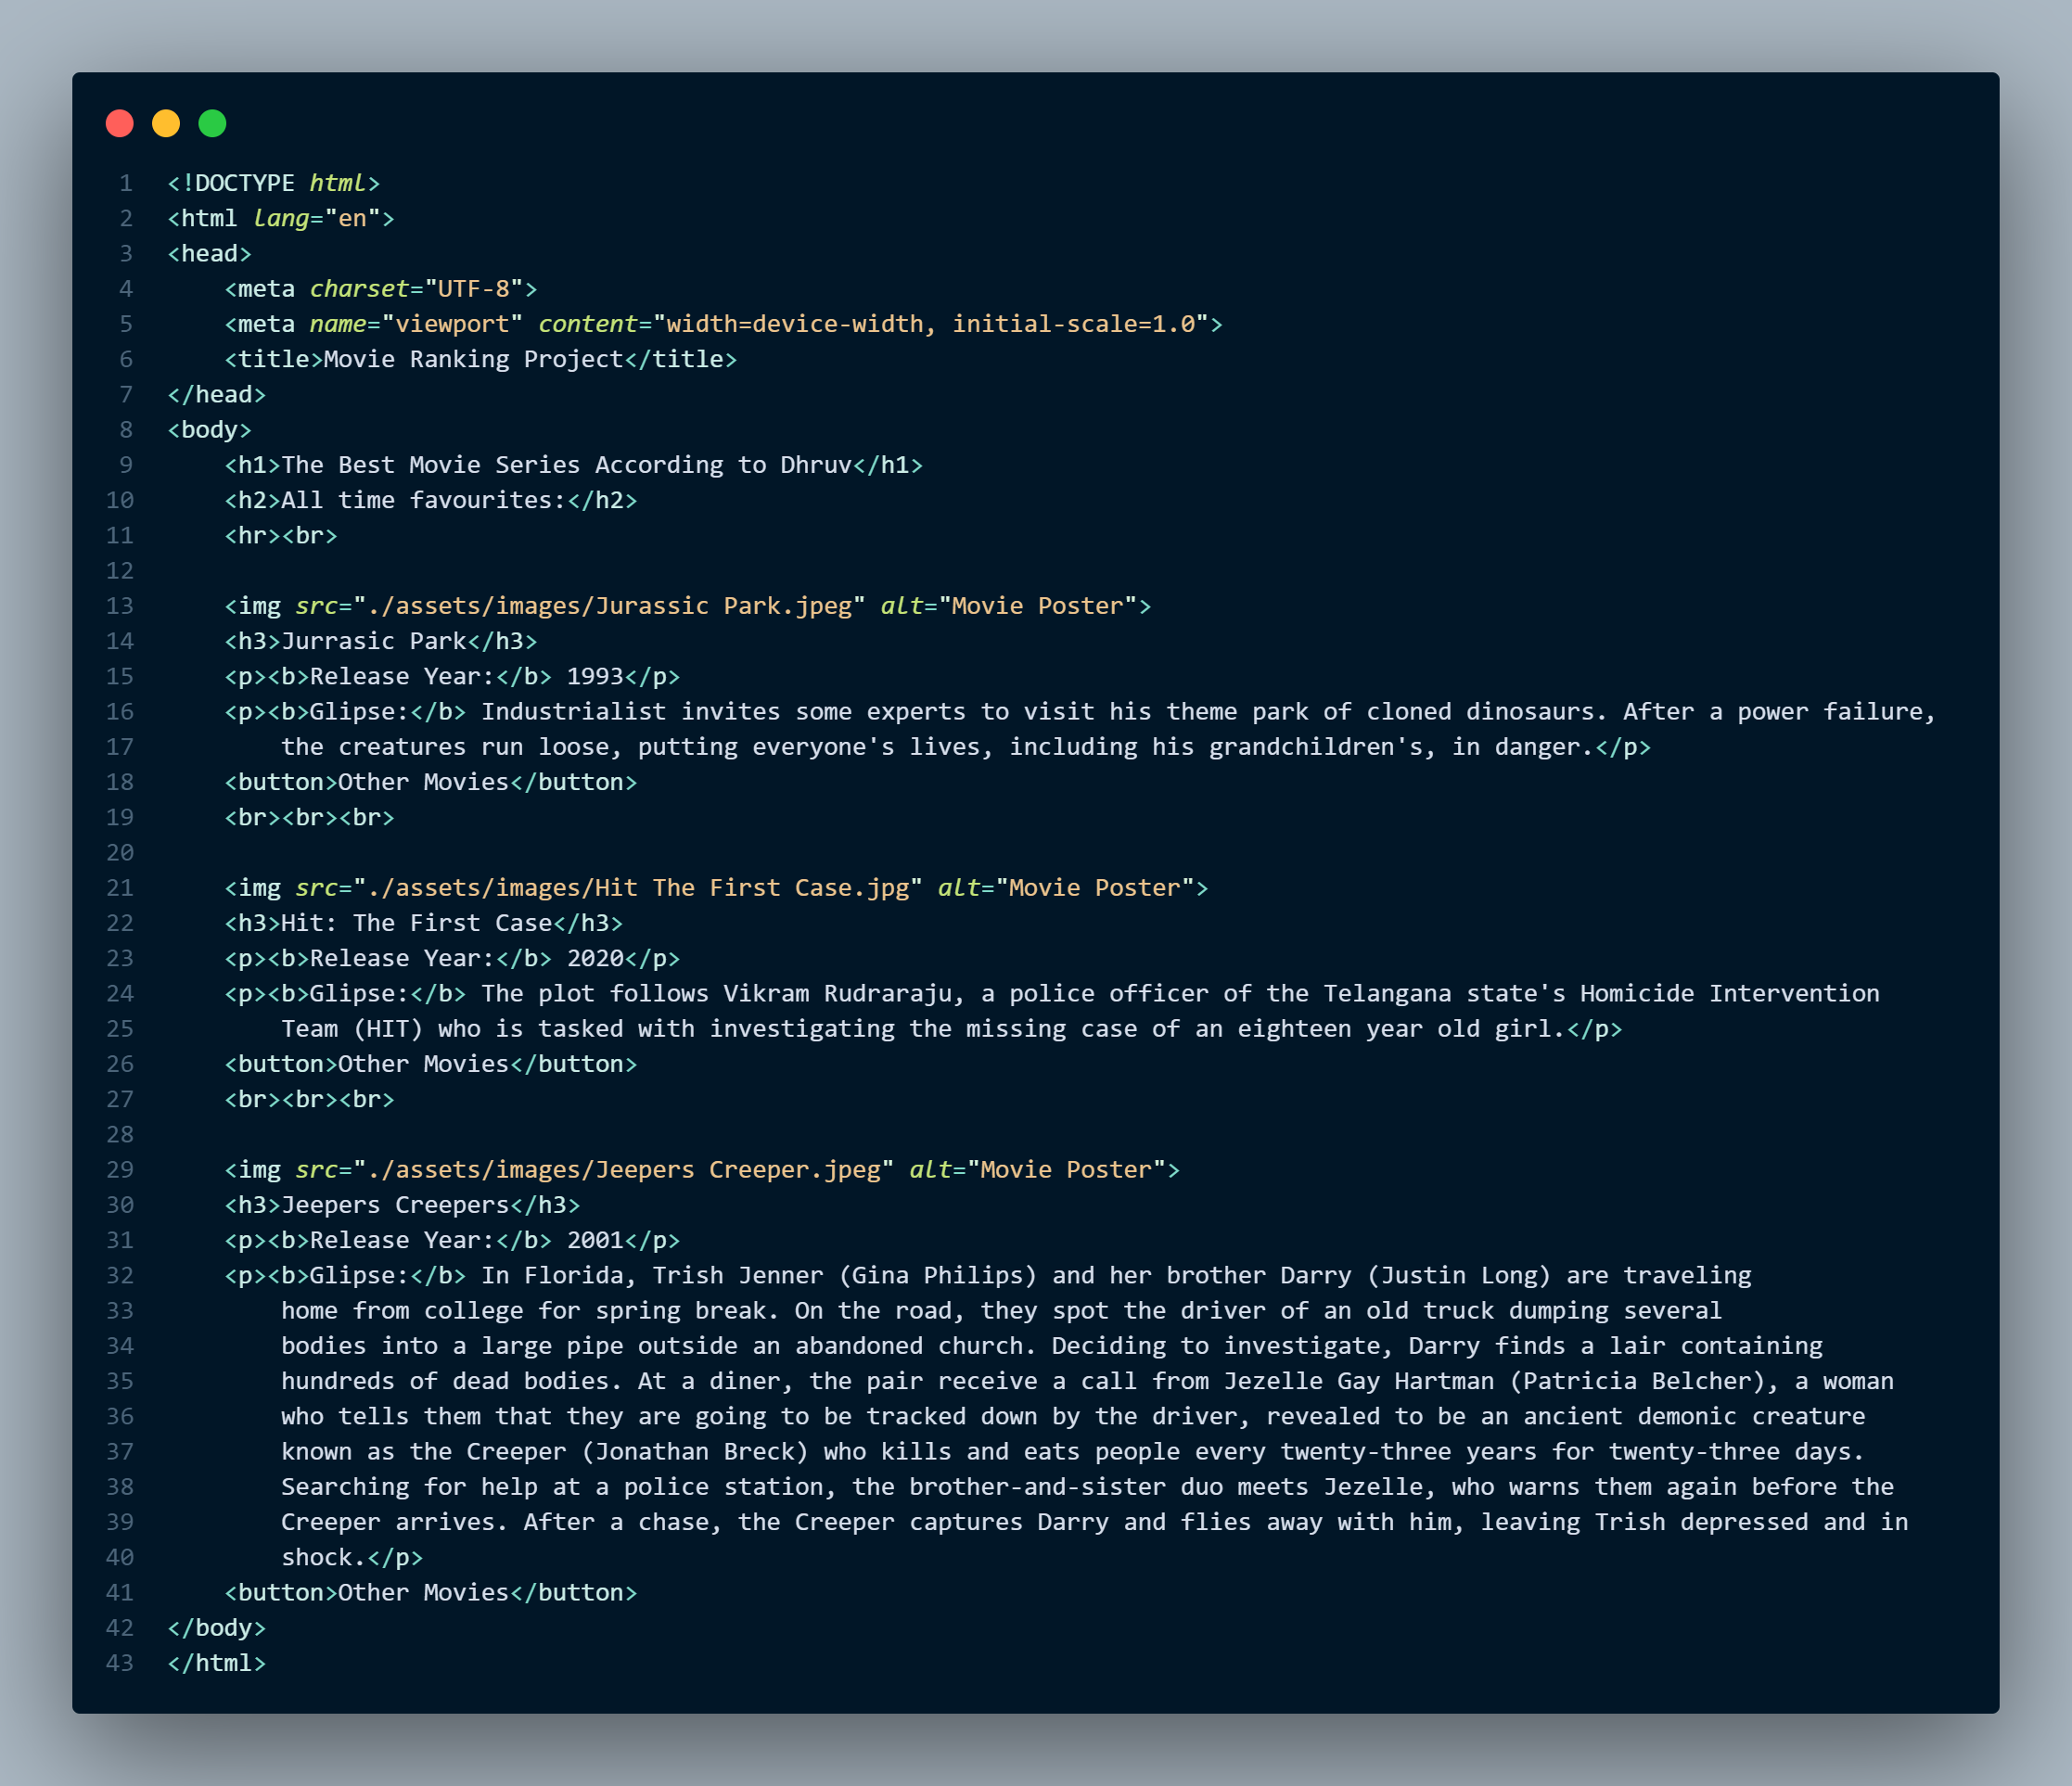 1 <!DOCTYPE html>
2 <html lang="en">
3 <head>
4     <meta charset="UTF-8">
5     <meta name="viewport" content="width=device-width, initial-scale=1.0">
6     <title>Movie Ranking Project</title>
7 </head>
8 <body>
9     <h1>The Best Movie Series According to Dhruv</h1>
10     <h2>All time favourites:</h2>
11     <hr><br>
12
13     <img src="./assets/images/Jurassic Park.jpeg" alt="Movie Poster">
14     <h3>Jurrasic Park</h3>
15     <p><b>Release Year:</b> 1993</p>
16     <p><b>Glipse:</b> Industrialist invites some experts to visit his theme park of cloned dinosaurs. After a power failure,
17         the creatures run loose, putting everyone's lives, including his grandchildren's, in danger.</p>
18     <button>Other Movies</button>
19     <br><br><br>
20
21     <img src="./assets/images/Hit The First Case.jpg" alt="Movie Poster">
22     <h3>Hit: The First Case</h3>
23     <p><b>Release Year:</b> 2020</p>
24     <p><b>Glipse:</b> The plot follows Vikram Rudraraju, a police officer of the Telangana state's Homicide Intervention
25         Team (HIT) who is tasked with investigating the missing case of an eighteen year old girl.</p>
26     <button>Other Movies</button>
27     <br><br><br>
28
29     <img src="./assets/images/Jeepers Creeper.jpeg" alt="Movie Poster">
30     <h3>Jeepers Creepers</h3>
31     <p><b>Release Year:</b> 2001</p>
32     <p><b>Glipse:</b> In Florida, Trish Jenner (Gina Philips) and her brother Darry (Justin Long) are traveling
33         home from college for spring break. On the road, they spot the driver of an old truck dumping several
34         bodies into a large pipe outside an abandoned church. Deciding to investigate, Darry finds a lair containing
35         hundreds of dead bodies. At a diner, the pair receive a call from Jezelle Gay Hartman (Patricia Belcher), a woman
36         who tells them that they are going to be tracked down by the driver, revealed to be an ancient demonic creature
37         known as the Creeper (Jonathan Breck) who kills and eats people every twenty-three years for twenty-three days.
38         Searching for help at a police station, the brother-and-sister duo meets Jezelle, who warns them again before the
39         Creeper arrives. After a chase, the Creeper captures Darry and flies away with him, leaving Trish depressed and in
40         shock.</p>
41     <button>Other Movies</button>
42 </body>
43 </html>